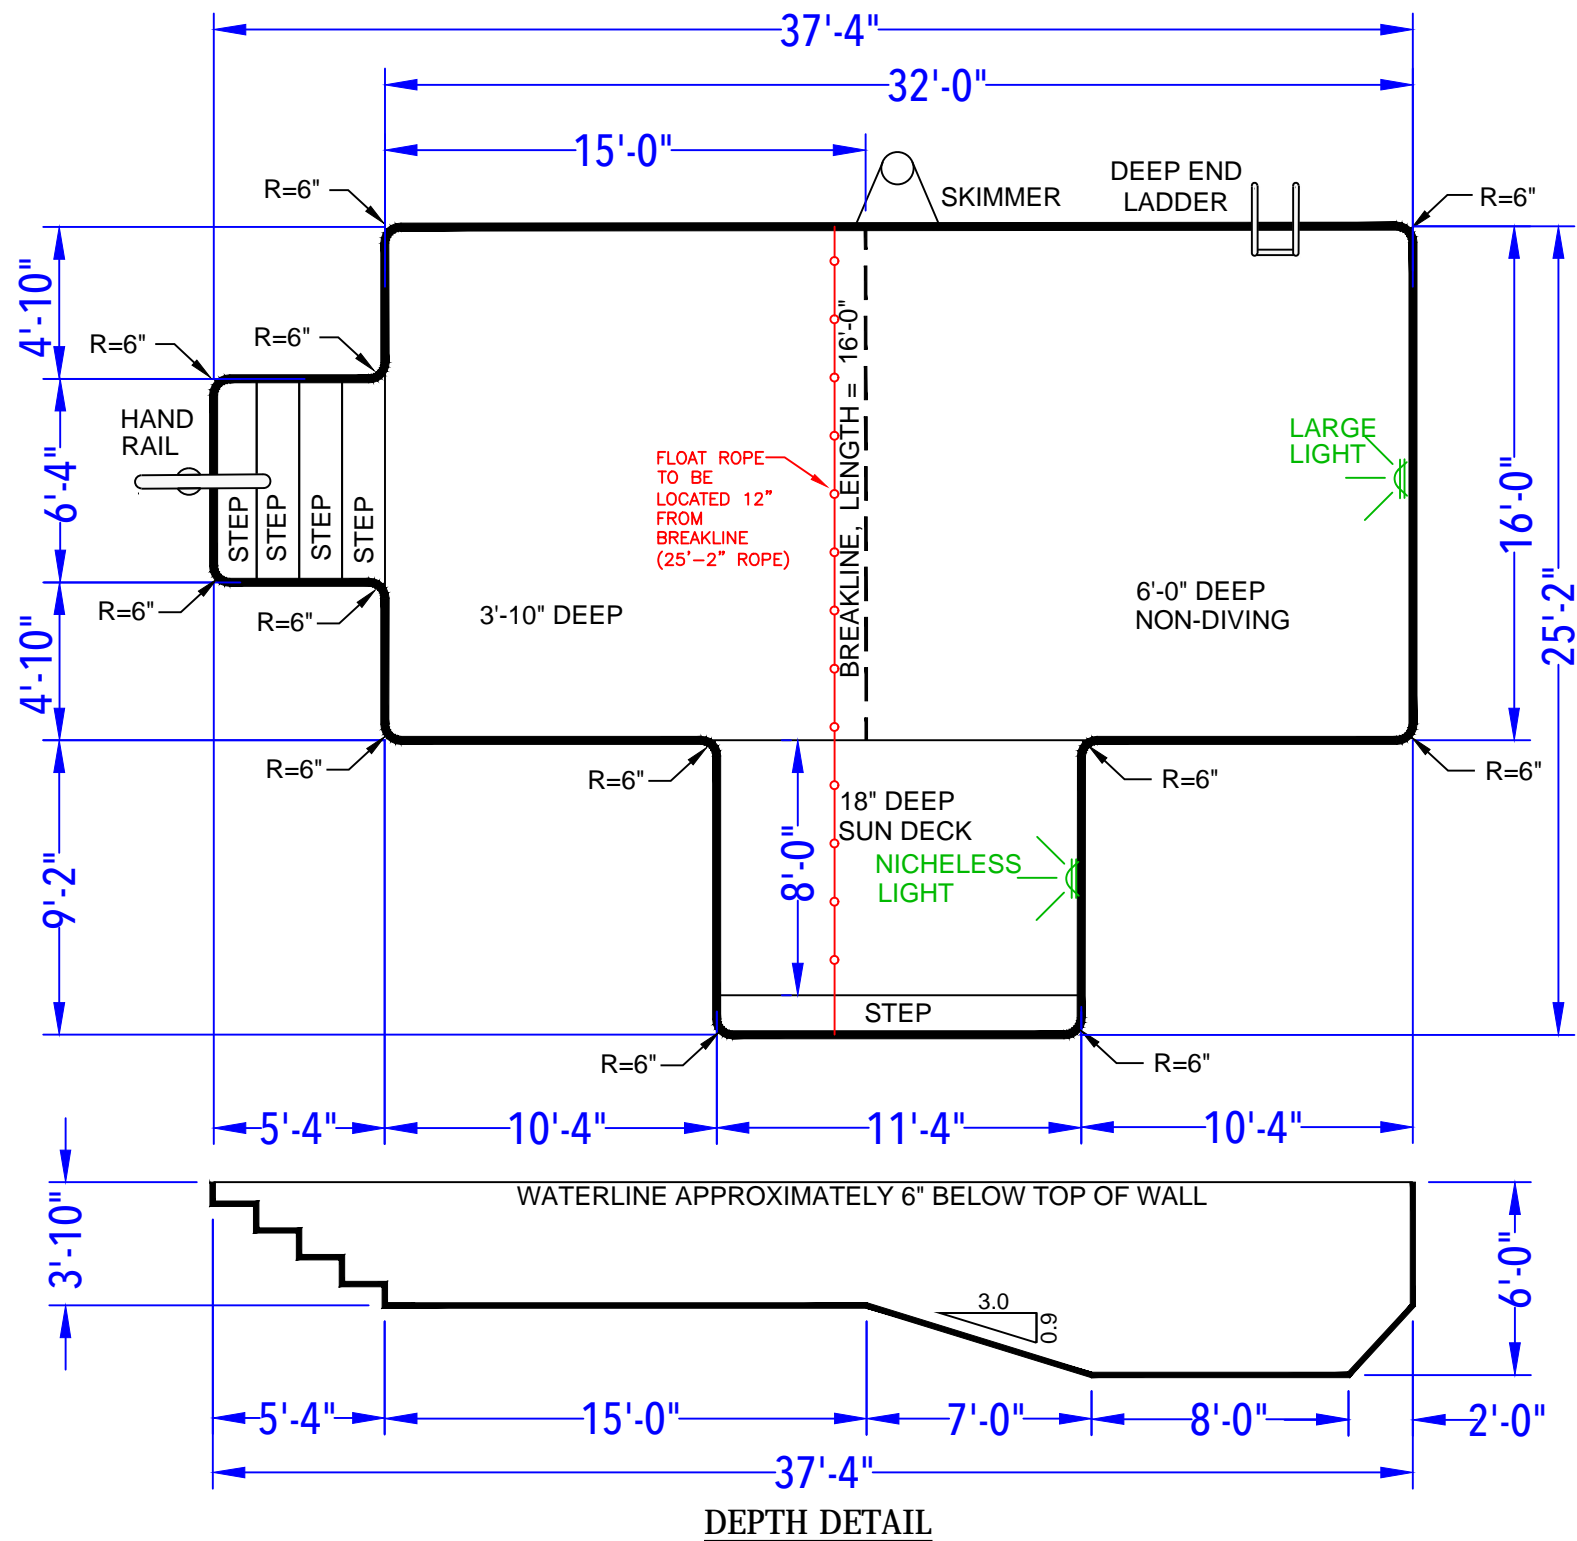 37'-4"
32'-0"
15'-0"
R=6"
SKIMMER
DEEP END
LADDER
R=6"
4'-10"
R=6"
R=6"
HAND
RAIL
6'-4"
STEP
STEP
STEP
STEP
FLOAT ROPE
TO BE
LOCATED 12"
FROM
BREAKLINE
(25'-2" ROPE)
BREAKLINE, LENGTH = 16'-0"
LARGE
LIGHT
16'-0"
25'-2"
3'-10" DEEP
6'-0" DEEP
NON-DIVING
R=6"
R=6"
4'-10"
R=6"
R=6"
R=6"
R=6"
18" DEEP
SUN DECK
8'-0"
NICHELESS
LIGHT
9'-2"
STEP
R=6"
R=6"
5'-4"
10'-4"
11'-4"
10'-4"
WATERLINE APPROXIMATELY 6" BELOW TOP OF WALL
3'-10"
3.0
0.9
6'-0"
5'-4"
15'-0"
7'-0"
8'-0"
2'-0"
37'-4"
DEPTH DETAIL